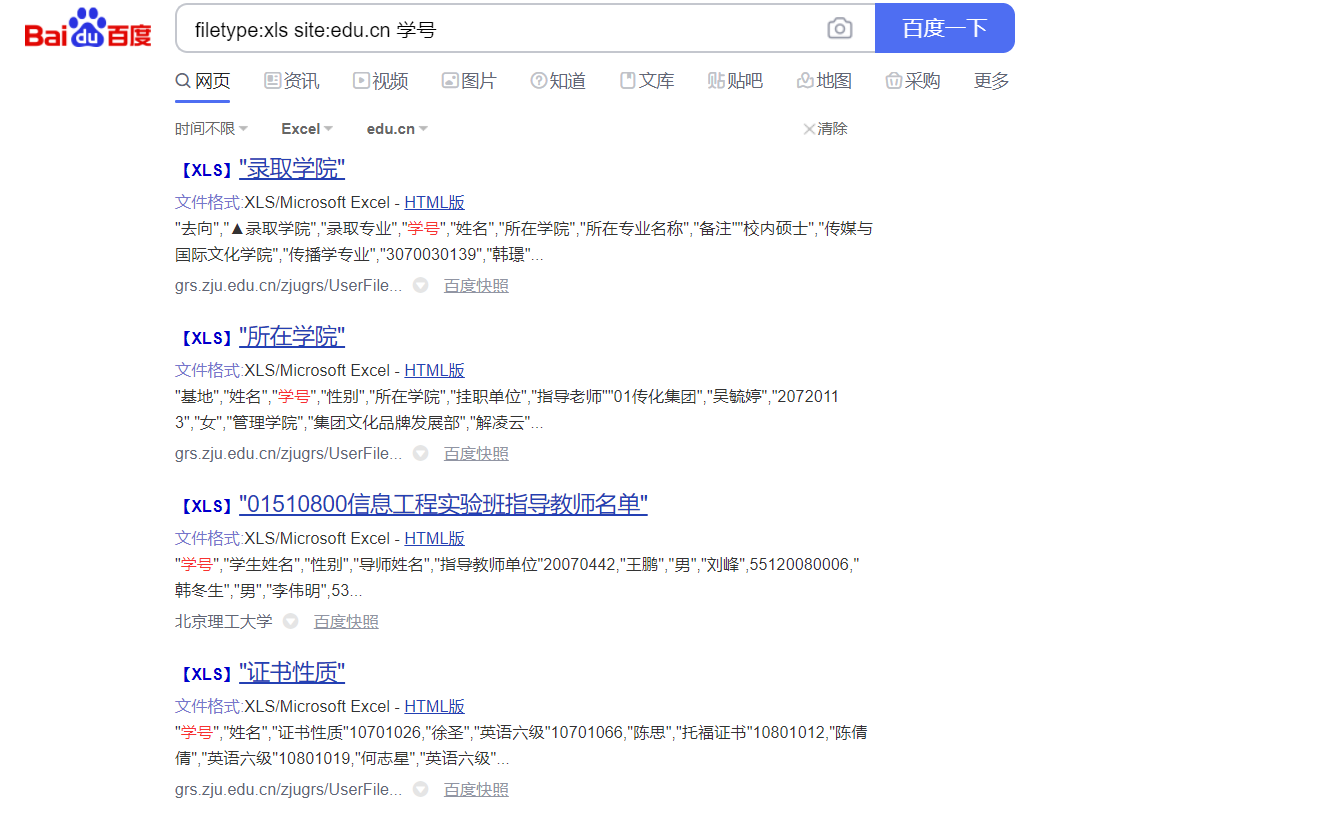 Bai du 百度 filetype:xls site:edu.cn 学号 百度一下
网页 资讯 视频 图片 知道 文库 贴吧 地图 采购 更多
时间不限 Excel edu.cn 清除
【XLS】"录取学院"
文件格式:XLS/Microsoft Excel - HTML版
"去向","▲录取学院","录取专业","学号","姓名","所在学院","所在专业名称","备注""校内硕士","传媒与
国际文化学院","传播学专业","3070030139","韩璟"...
grs.zju.edu.cn/zjugrs/UserFile... 百度快照
【XLS】"所在学院"
文件格式:XLS/Microsoft Excel - HTML版
"基地","姓名","学号","性别","所在学院","挂职单位","指导老师""01传化集团","吴毓婷","2072011
3","女","管理学院","集团文化品牌发展部","解凌云"...
grs.zju.edu.cn/zjugrs/UserFile... 百度快照
【XLS】"01510800信息工程实验班指导教师名单"
文件格式:XLS/Microsoft Excel - HTML版
"学号","学生姓名","性别","导师姓名","指导教师单位"20070442,"王鹏","男","刘峰",55120080006,"
韩冬生","男","李伟明",53...
北京理工大学 百度快照
【XLS】"证书性质"
文件格式:XLS/Microsoft Excel - HTML版
"学号","姓名","证书性质"10701026,"徐圣","英语六级"10701066,"陈思","托福证书"10801012,"陈倩
倩","英语六级"10801019,"何志星","英语六级"...
grs.zju.edu.cn/zjugrs/UserFile... 百度快照